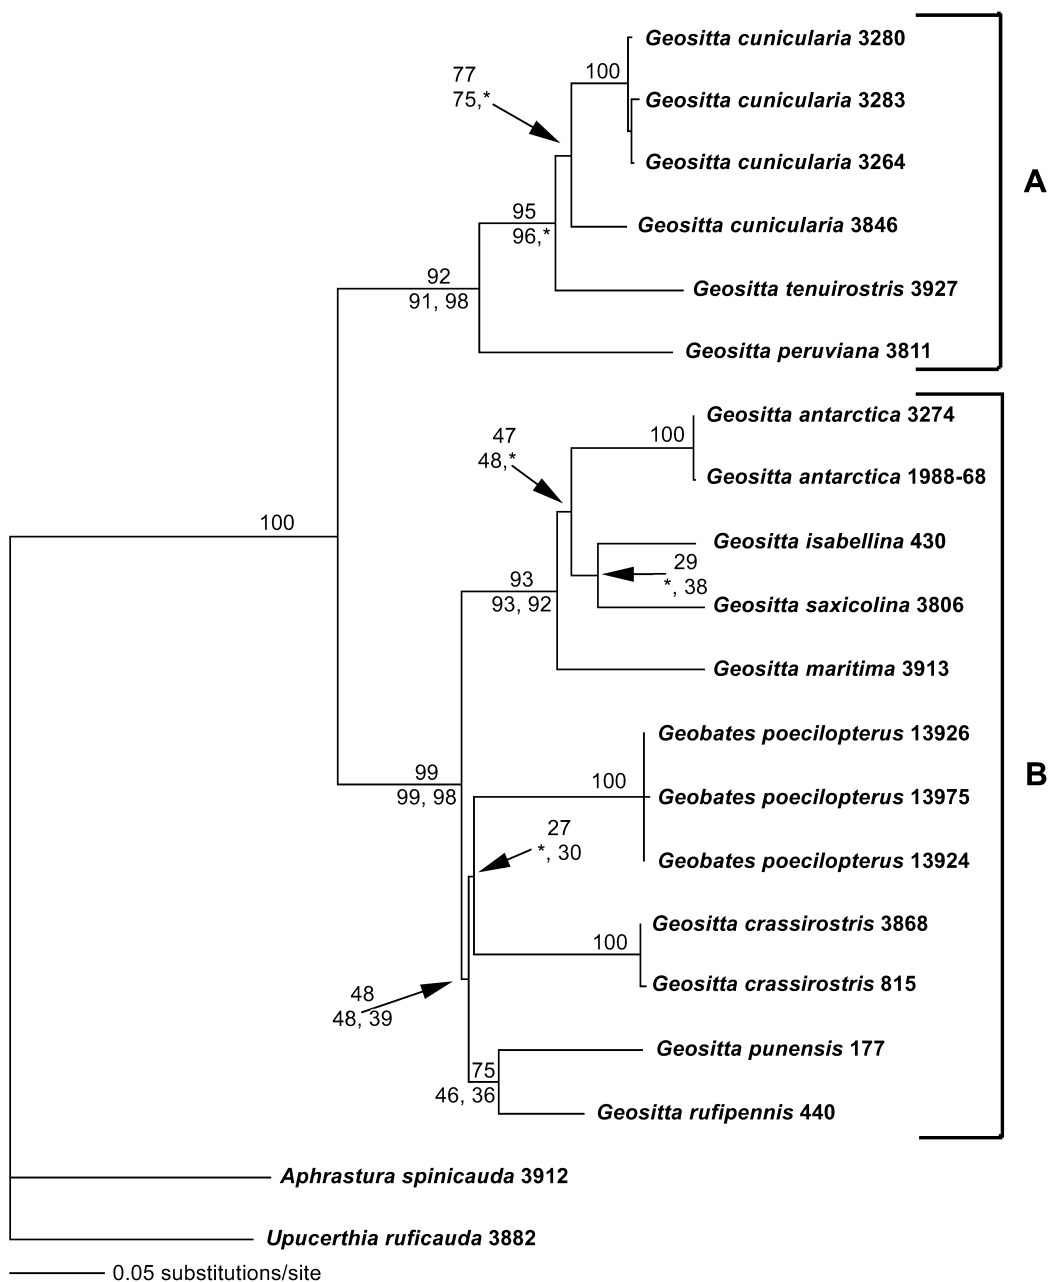 Geositta cunicularia 3280
77
100
75,*
Geositta cunicularia 3283
Geositta cunicularia 3264
A
95
Geositta cunicularia 3846
96,*
92
Geositta tenuirostris 3927
91, 98
Geositta peruviana 3811
Geositta antarctica 3274
47
100
48,*
Geositta antarctica 1988-68
100
Geositta isabellina 430
29
*, 38
93
93, 92
Geositta saxicolina 3806
Geositta maritima 3913
Geobates poecilopterus 13926
99
100
B
99, 98
Geobates poecilopterus 13975
27
*, 30
Geobates poecilopterus 13924
Geositta crassirostris 3868
100
Geositta crassirostris 815
48
48, 39
Geositta punensis 177
75
46, 36
Geositta rufipennis 440
Aphrastura spinicauda 3912
Upucerthia ruficauda 3882
0.05 substitutions/site